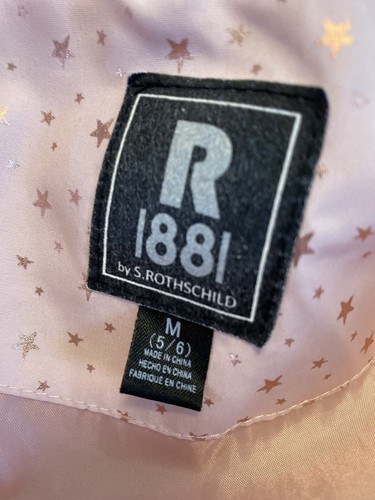 R
1881
by S.ROTHSCHILD
M
(5/6)
MADE IN CHINA
HECHO EN CHINA
FABRIQUÉ EN CHINE